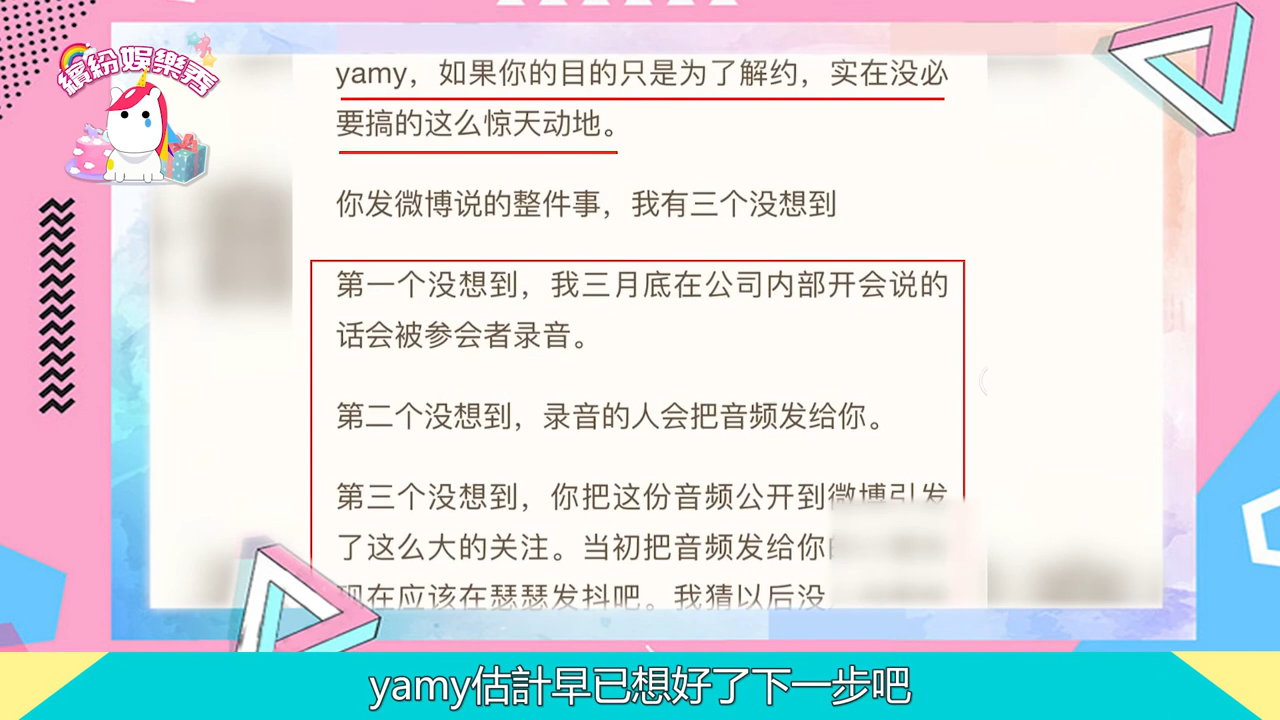 繽紛娛樂秀
yamy，如果你的目的只是为了解约，实在没必
要搞的这么惊天动地。
你发微博说的整件事，我有三个没想到
第一个没想到，我三月底在公司内部开会说的
话会被参会者录音。
第二个没想到，录音的人会把音频发给你。
第三个没想到，你把这份音频公开到微博引发
了这么大的关注。当初把音频发给你
现在应该在瑟瑟发抖吧。我猜以后没
yamy估計早已想好了下一步吧